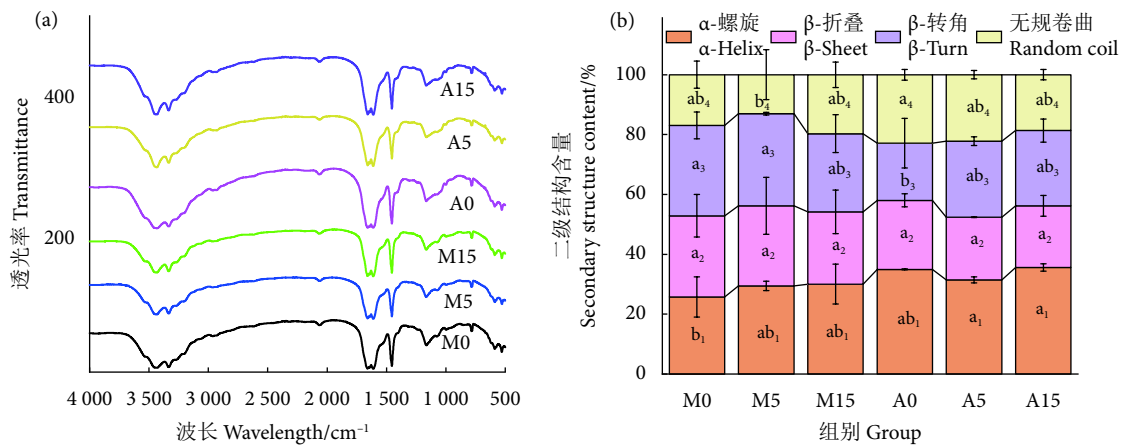 (a)
透光率 Transmittance
400
200
A15
A5
A0
M15
M5
M0
4 000 3 500 3 000 2 500 2 000 1 500 1 000 500
波长 Wavelength/cm⁻¹
(b)
α-螺旋 β-折叠 β-转角 无规卷曲
α-Helix β-Sheet β-Turn Random coil
二级结构含量/%
Secondary structure content/%
100
80
60
40
20
0
ab₄ b₄ ab₄ a₄ ab₄ ab₄
a₃ a₃ ab₃ b₃ ab₃ ab₃
a₂ a₂ a₂ a₂ a₂ a₂
b₁ ab₁ ab₁ ab₁ a₁ a₁
M0 M5 M15 A0 A5 A15
组别 Group